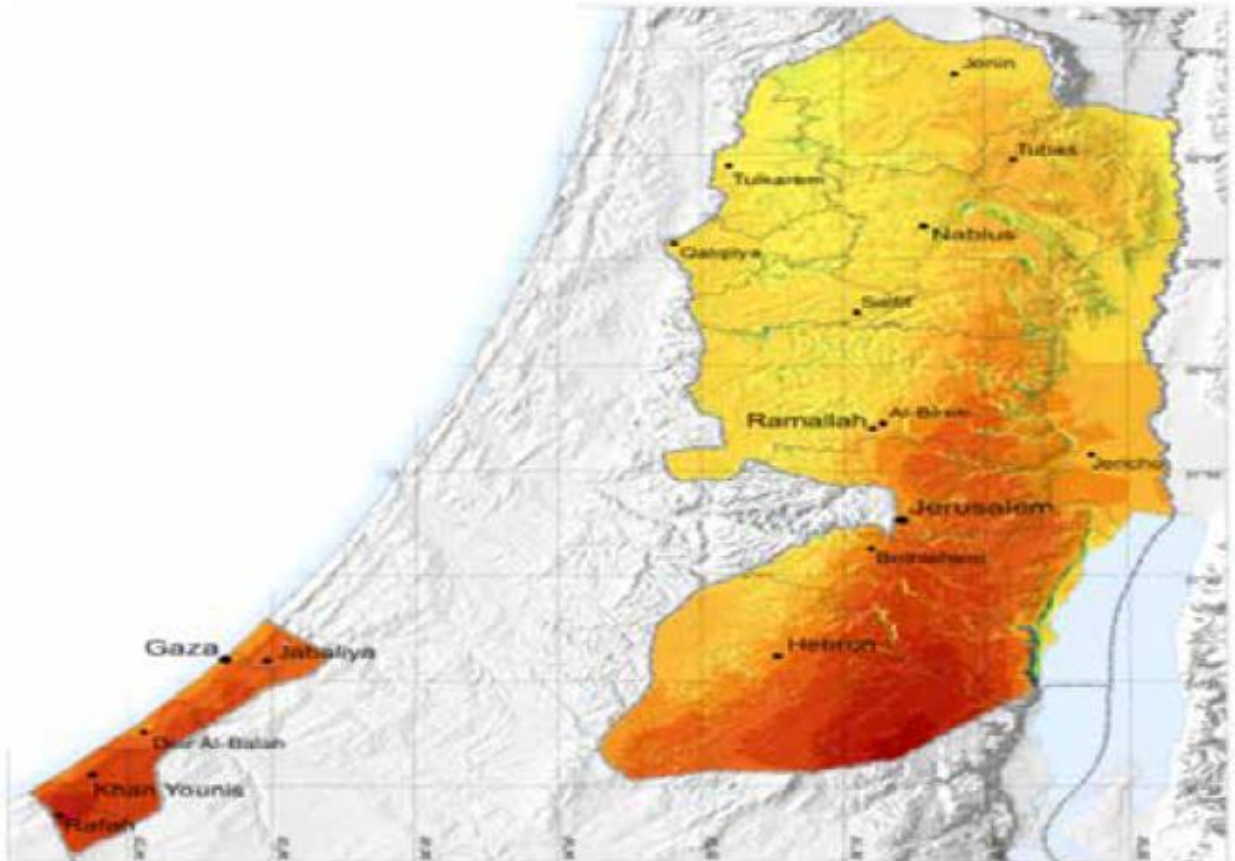 Jenin
Tubas
Tulkarem
Nablus
Qalqilya
Salfit
Ramallah
Al-Bireh
Jericho
Jerusalem
Bethlehem
Hebron
Gaza
Jabaliya
Deir Al-Balah
Khan Younis
Rafah